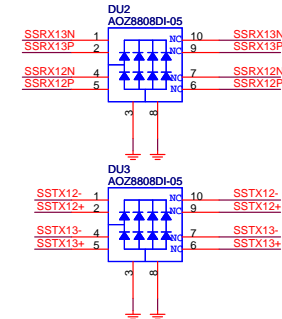 DU2
AOZ8808DI-05
SSRX13N 1 NC 10 SSRX13N
SSRX13P 2 NC 9 SSRX13P
SSRX12N 4 NC 7 SSRX12N
SSRX12P 5 NC 6 SSRX12P
3 8
DU3
AOZ8808DI-05
SSTX12- 1 NC 10 SSTX12-
SSTX12+ 2 NC 9 SSTX12+
SSTX13- 4 NC 7 SSTX13-
SSTX13+ 5 NC 6 SSTX13+
3 8